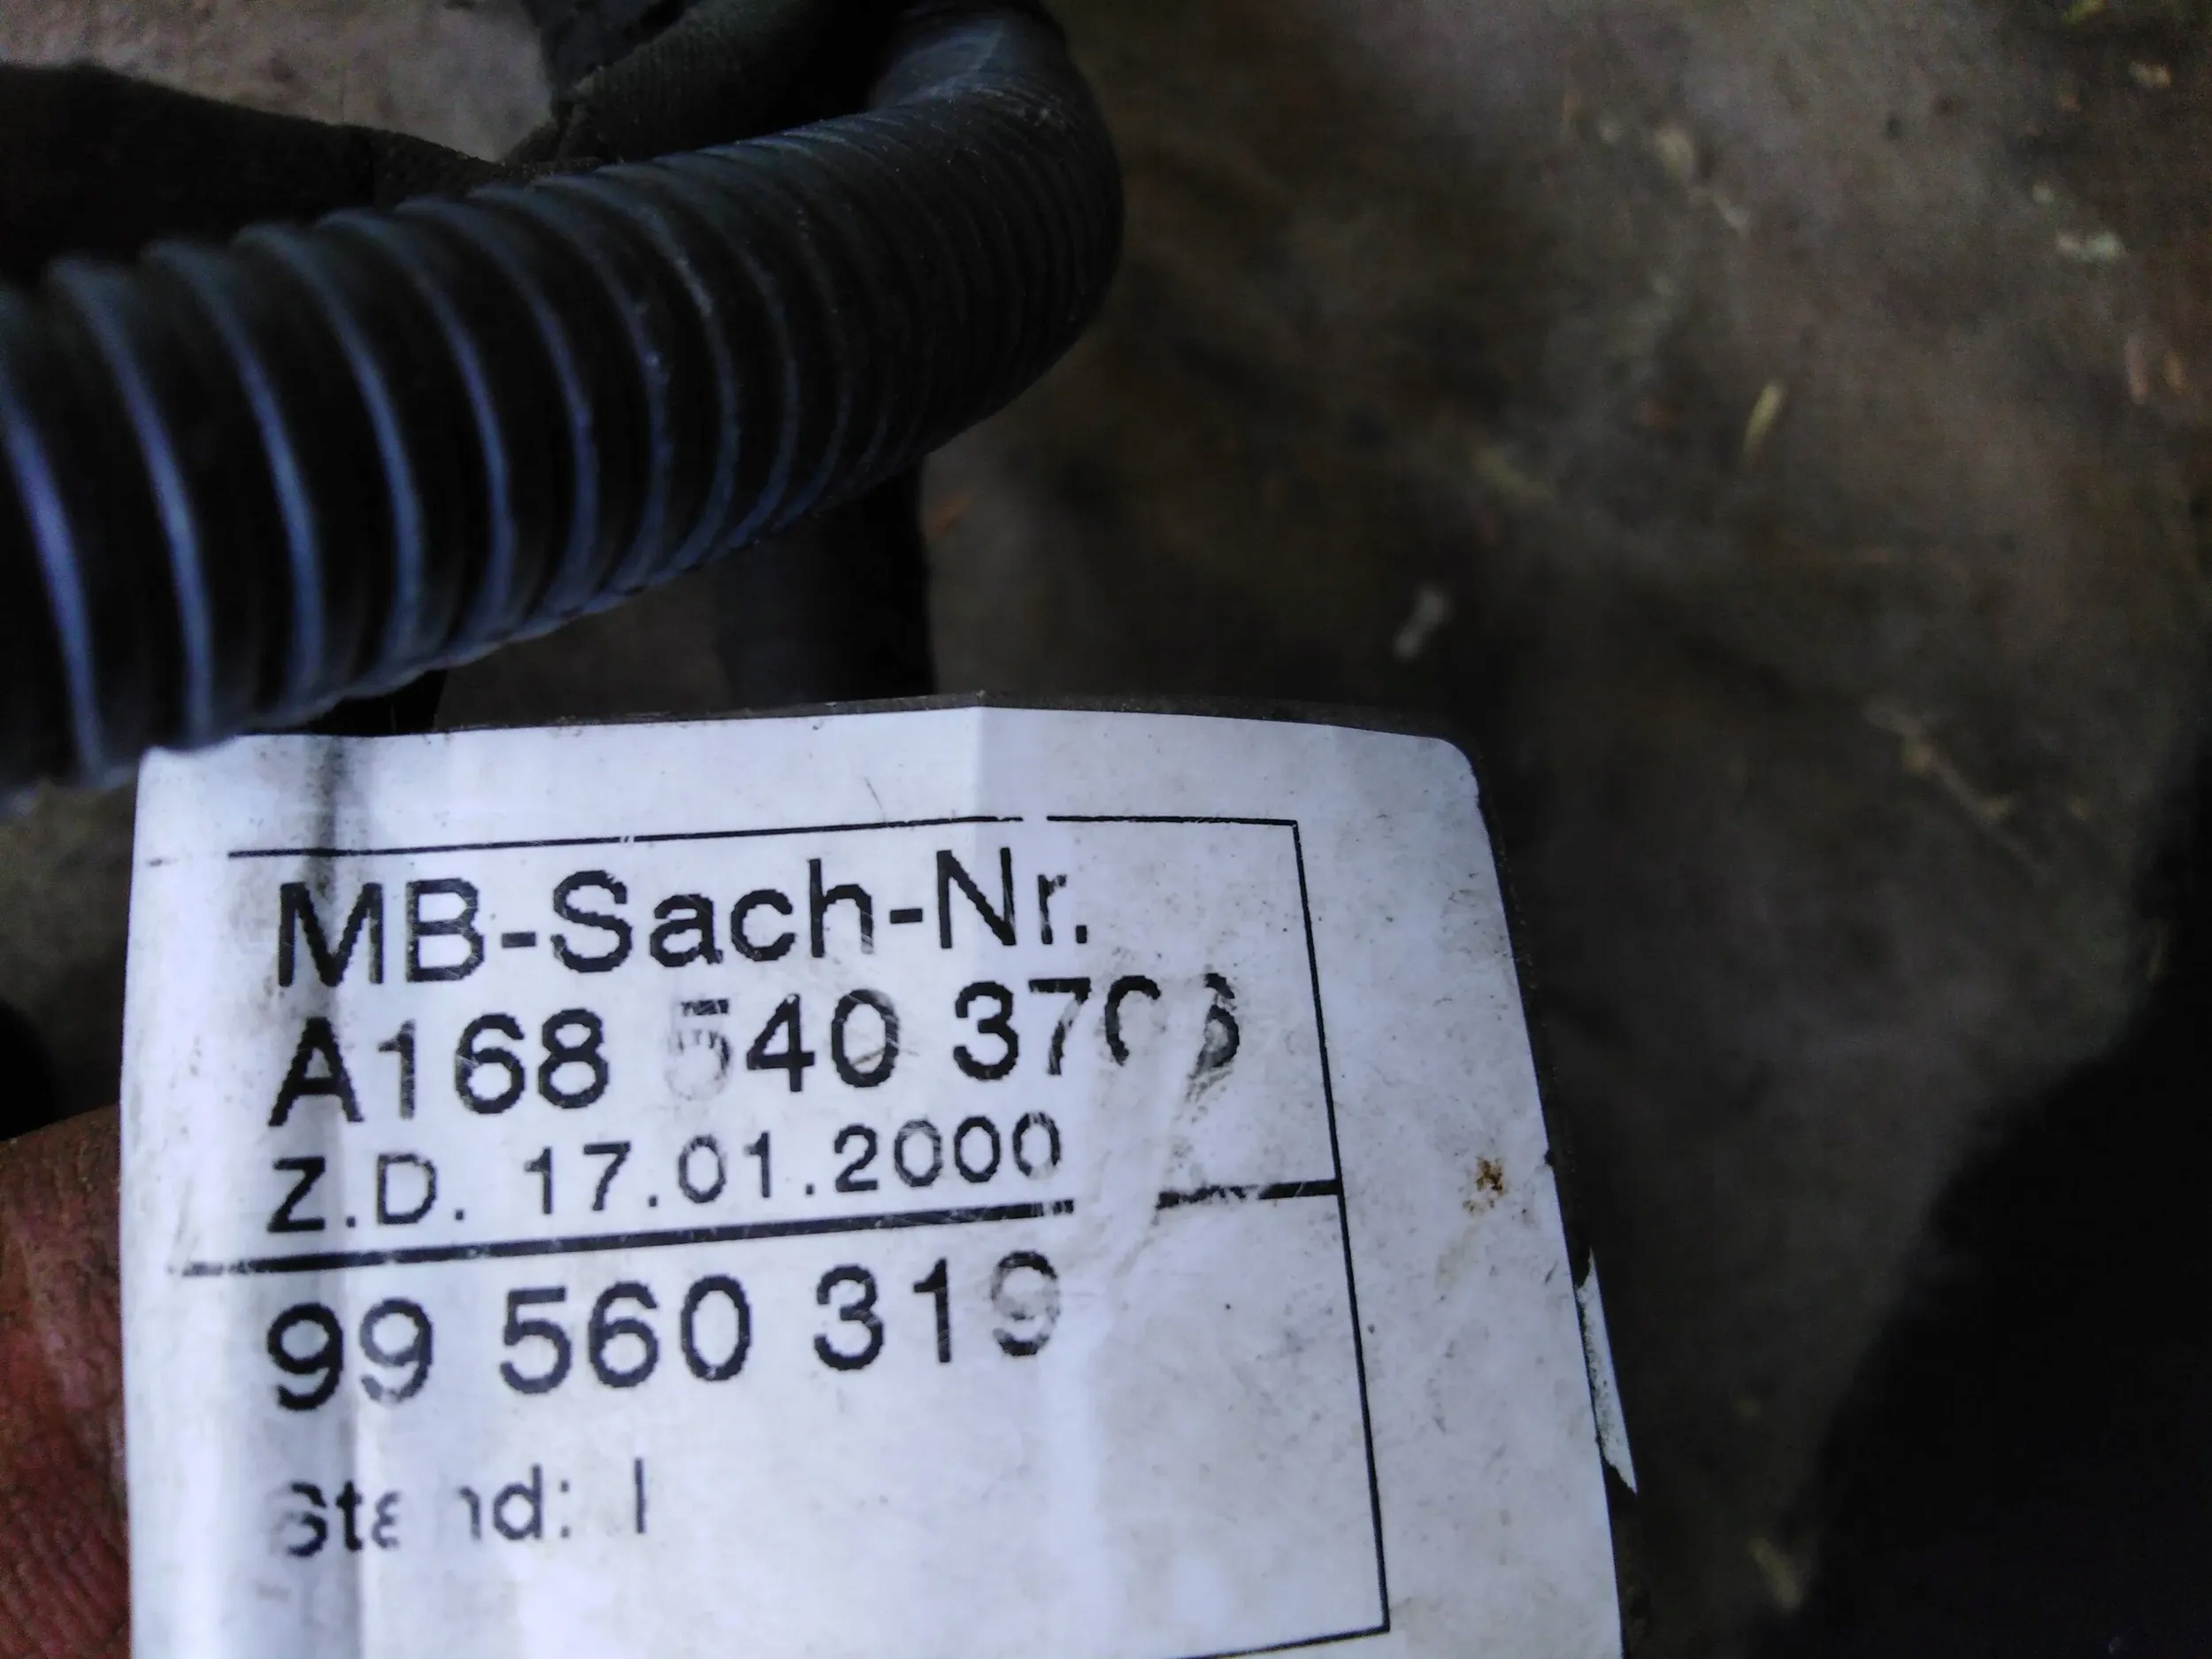 MB-Sach-Nr.
A168 540
Z.D. 17.01.2000
99 560 319
Stand: I